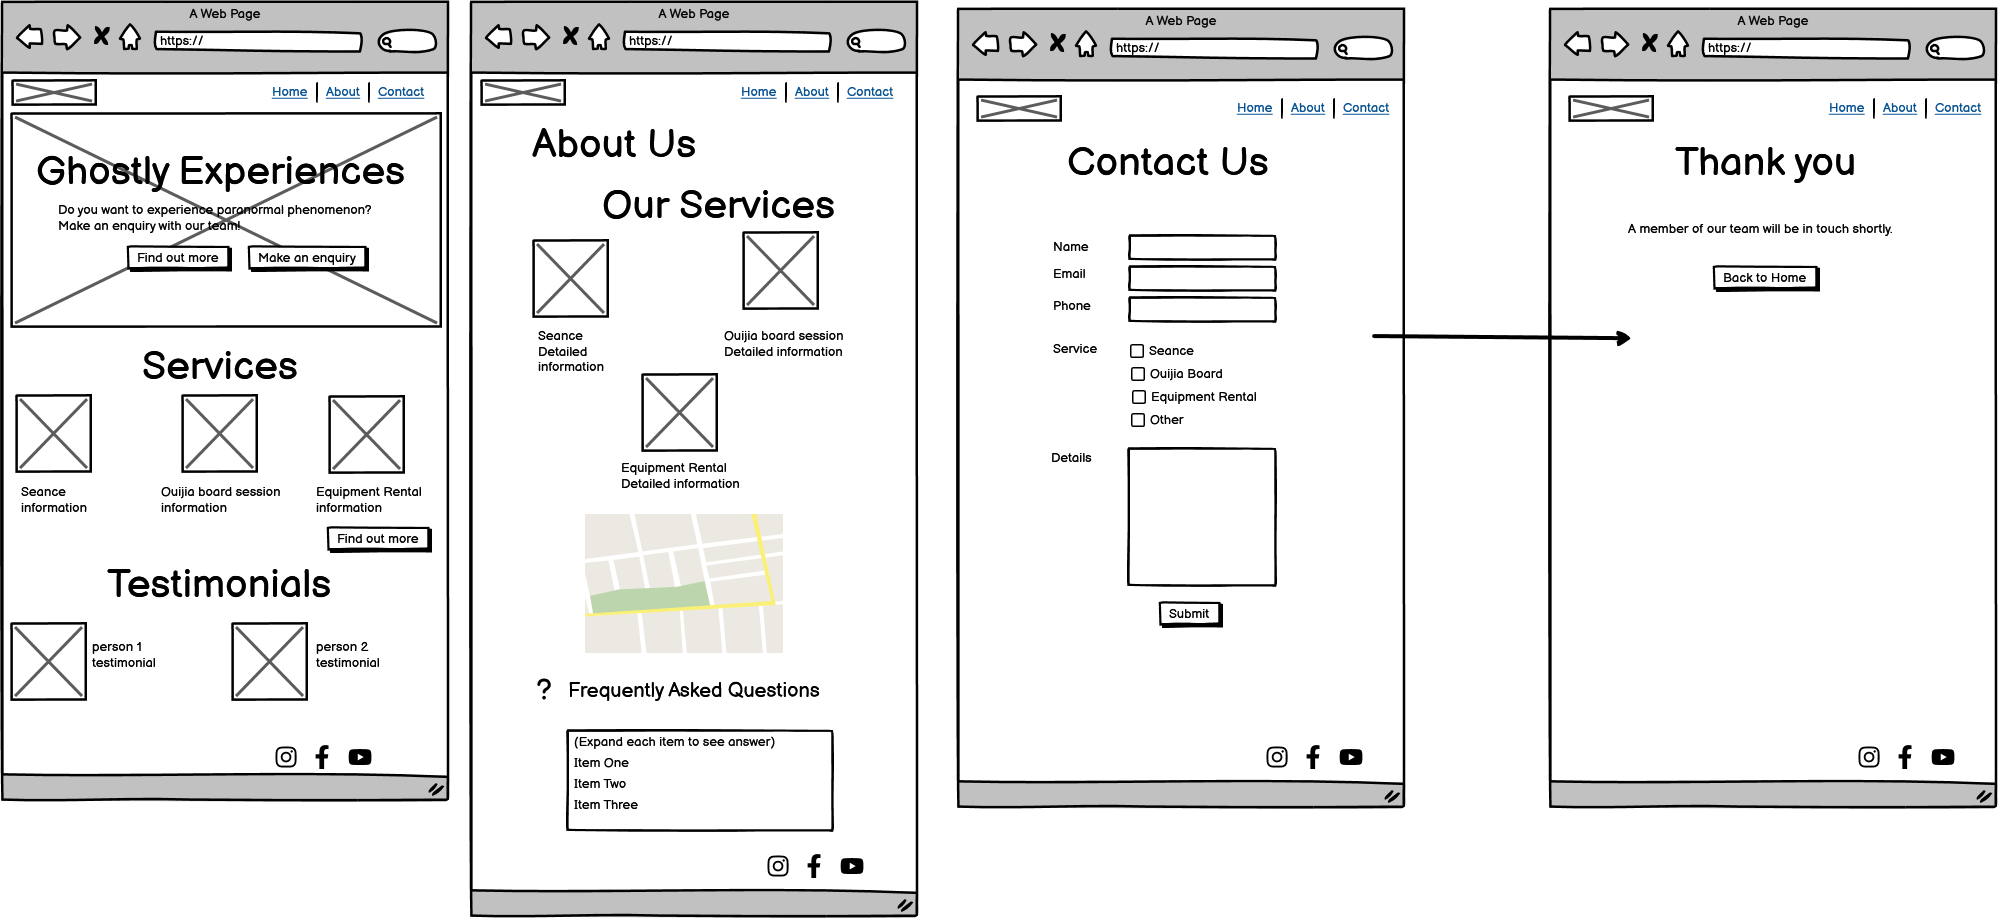 A Web Page
https://
Home | About | Contact
Ghostly Experiences
Do you want to experience paranormal phenomenon?
Make an enquiry with our team!
Find out more
Make an enquiry
Services
Seance
information
Ouijia board session
information
Equipment Rental
information
Find out more
Testimonials
person 1
testimonial
person 2
testimonial
A Web Page
https://
Home | About | Contact
About Us
Our Services
Seance
Detailed
information
Ouijia board session
Detailed information
Equipment Rental
Detailed information
? Frequently Asked Questions
(Expand each item to see answer)
Item One
Item Two
Item Three
A Web Page
https://
Home | About | Contact
Contact Us
Name
Email
Phone
Service
Seance
Ouijia Board
Equipment Rental
Other
Details
Submit
A Web Page
https://
Home | About | Contact
Thank you
A member of our team will be in touch shortly.
Back to Home